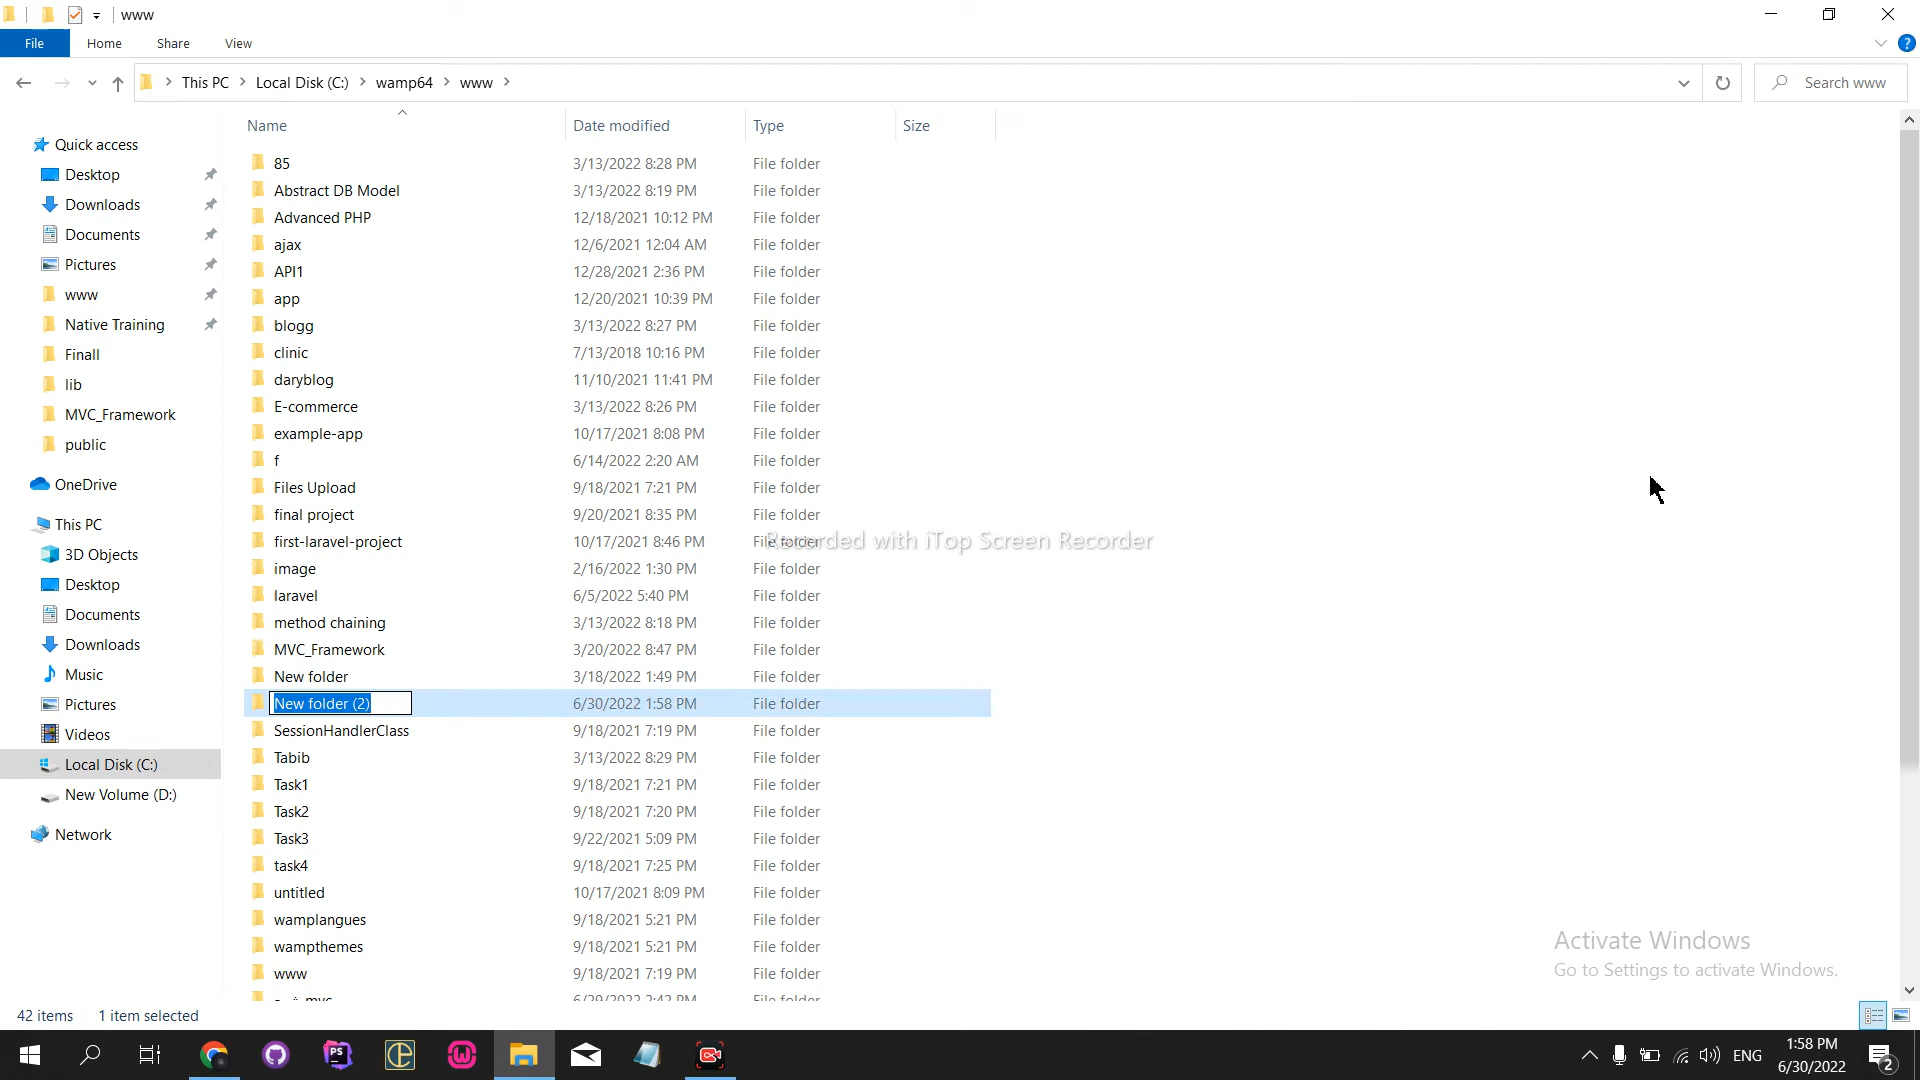 www
File Home Share View
This PC Local Disk (C:) wamp64 www Search www
Name Date modified Type Size
Quick access
Desktop
Downloads
Documents
Pictures
www
Native Training
Finall
lib
MVC_Framework
public
OneDrive
This PC
3D Objects
Desktop
Documents
Downloads
Music
Pictures
Videos
Local Disk (C:)
New Volume (D:)
Network
85 3/13/2022 8:28 PM File folder
Abstract DB Model 3/13/2022 8:19 PM File folder
Advanced PHP 12/18/2021 10:12 PM File folder
ajax 12/6/2021 12:04 AM File folder
API1 12/28/2021 2:36 PM File folder
app 12/20/2021 10:39 PM File folder
blogg 3/13/2022 8:27 PM File folder
clinic 7/13/2018 10:16 PM File folder
daryblog 11/10/2021 11:41 PM File folder
E-commerce 3/13/2022 8:26 PM File folder
example-app 10/17/2021 8:08 PM File folder
f 6/14/2022 2:20 AM File folder
Files Upload 9/18/2021 7:21 PM File folder
final project 9/20/2021 8:35 PM File folder
first-laravel-project 10/17/2021 8:46 PM File folder
Recorded with iTop Screen Recorder
image 2/16/2022 1:30 PM File folder
laravel 6/5/2022 5:40 PM File folder
method chaining 3/13/2022 8:18 PM File folder
MVC_Framework 3/20/2022 8:47 PM File folder
New folder 3/18/2022 1:49 PM File folder
New folder (2) 6/30/2022 1:58 PM File folder
SessionHandlerClass 9/18/2021 7:19 PM File folder
Tabib 3/13/2022 8:29 PM File folder
Task1 9/18/2021 7:21 PM File folder
Task2 9/18/2021 7:20 PM File folder
Task3 9/22/2021 5:09 PM File folder
task4 9/18/2021 7:25 PM File folder
untitled 10/17/2021 8:09 PM File folder
wamplangues 9/18/2021 5:21 PM File folder
wampthemes 9/18/2021 5:21 PM File folder
www 9/18/2021 7:19 PM File folder
6/29/2022 2:42 PM File folder
Activate Windows
Go to Settings to activate Windows.
42 items 1 item selected
PS
ENG
1:58 PM
6/30/2022
2